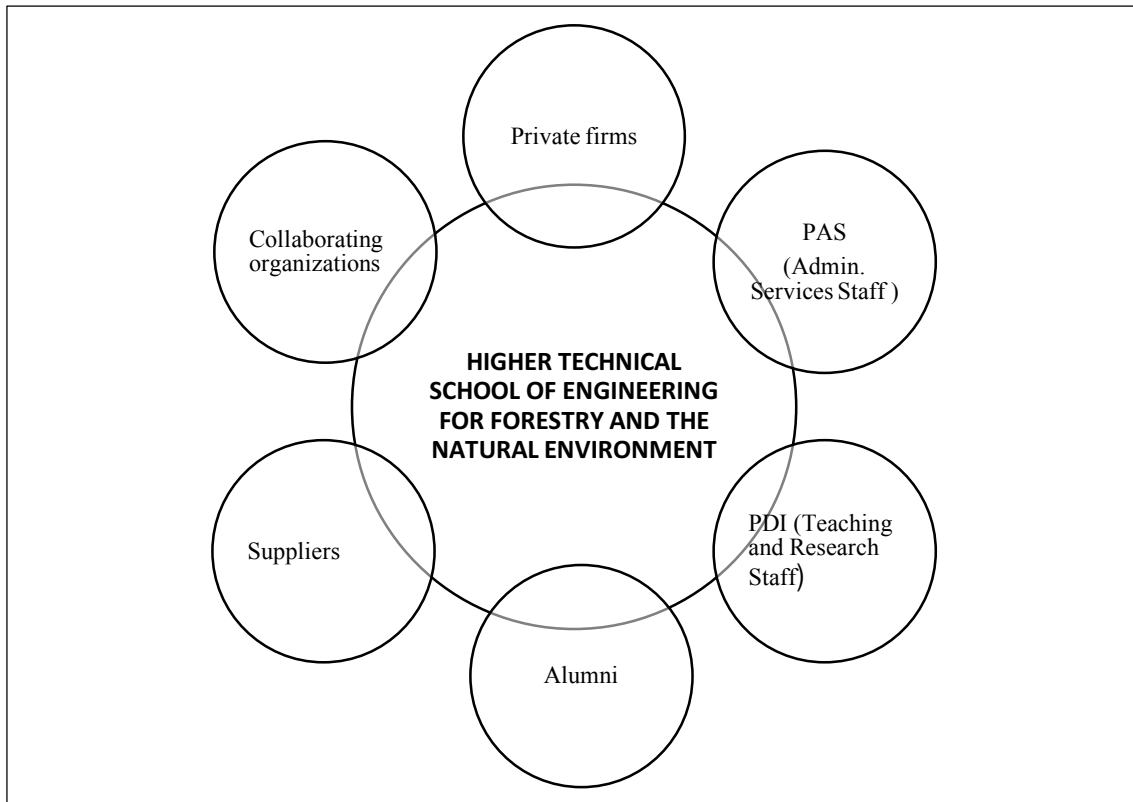 Private firms
Collaborating
organizations
PAS
(Admin.
Services Staff )
HIGHER TECHNICAL
SCHOOL OF ENGINEERING
FOR FORESTRY AND THE
NATURAL ENVIRONMENT
Suppliers
PDI (Teaching
and Research
Staff)
Alumni